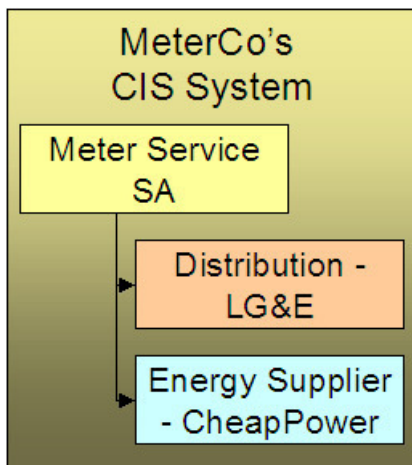 MeterCo's
CIS System
Meter Service
SA
Distribution -
LG&E
Energy Supplier
- CheapPower